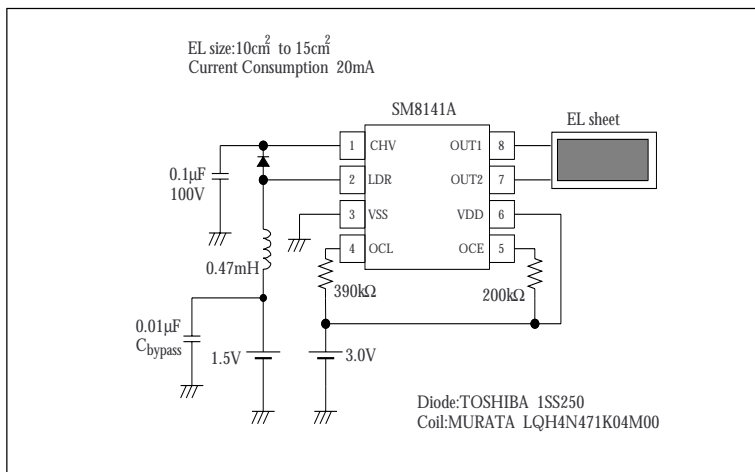 EL size:10cm² to 15cm²
Current Consumption 20mA
SM8141A
EL sheet
1 CHV OUT1 8
2 LDR OUT2 7
3 VSS VDD 6
4 OCL OCE 5
0.1μF
100V
0.47mH
390kΩ
200kΩ
0.01μF
Cbypass
1.5V
3.0V
Diode:TOSHIBA 1SS250
Coil:MURATA LQH4N471K04M00